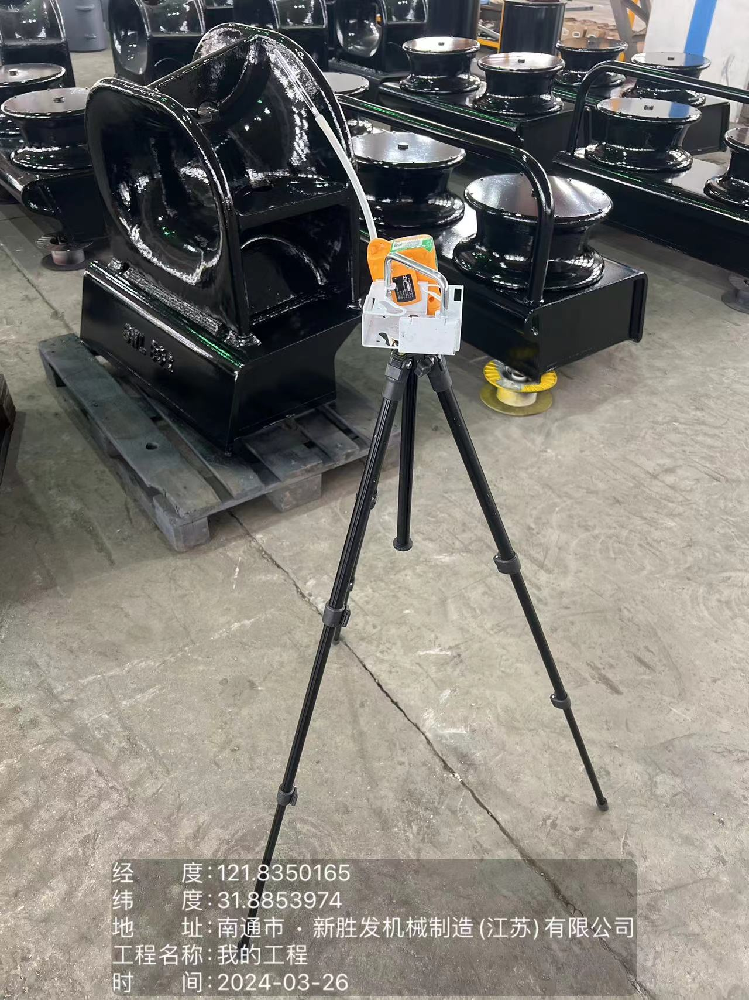 SWL
经 度:121.8350165
纬 度:31.8853974
地 址:南通市·新胜发机械制造(江苏)有限公司
工程名称:我的工程
时 间:2024-03-26